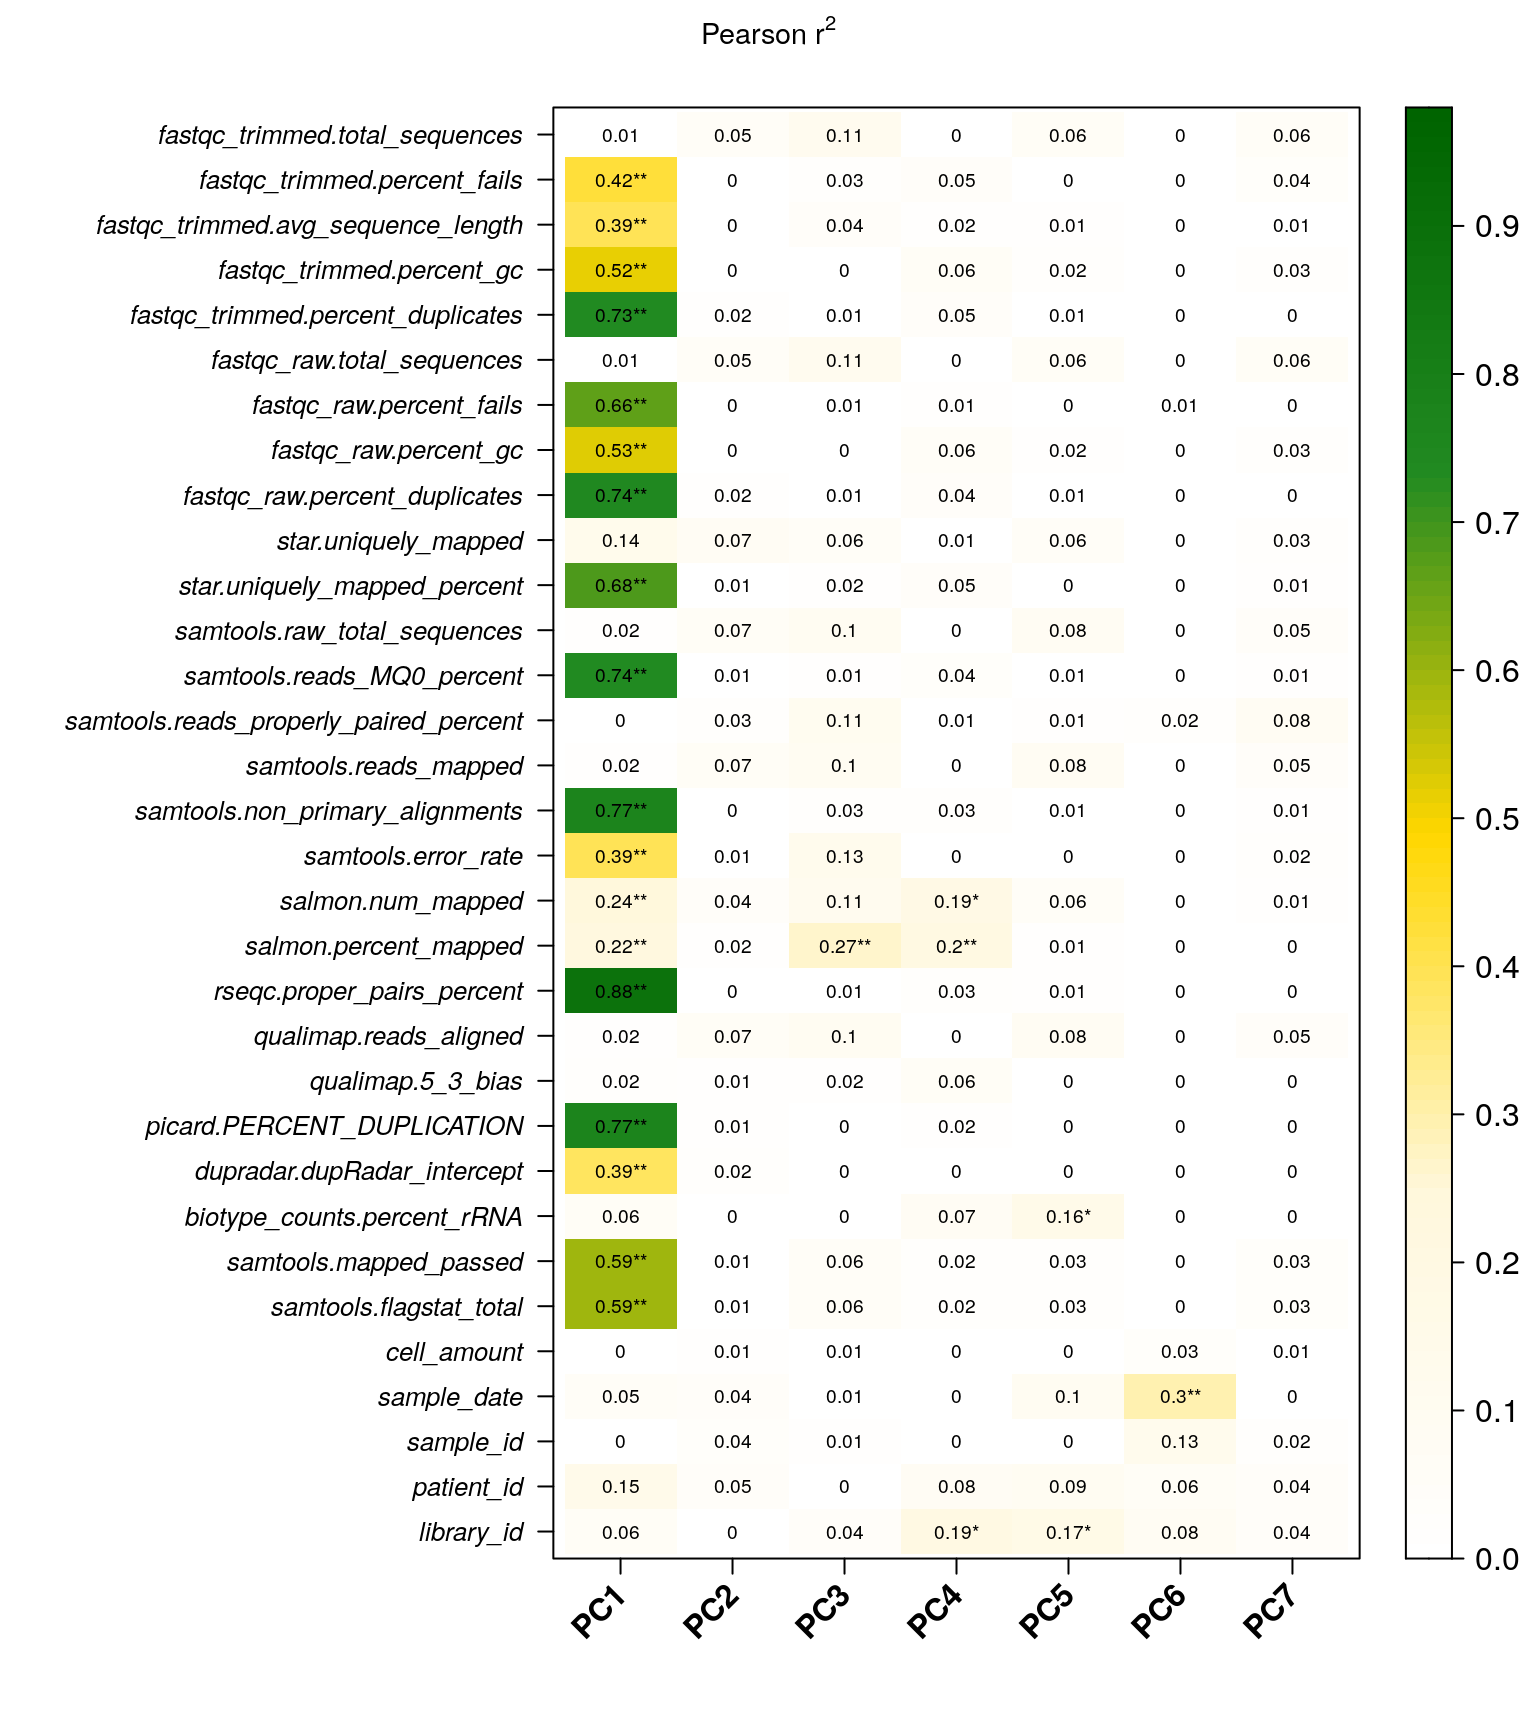 Pearson r²
fastqc_trimmed.total_sequences 0.01 0.05 0.11 0 0.06 0 0.06
fastqc_trimmed.percent_fails 0.42** 0 0.03 0.05 0 0 0.04
fastqc_trimmed.avg_sequence_length 0.39** 0 0.04 0.02 0.01 0 0.01
fastqc_trimmed.percent_gc 0.52** 0 0 0.06 0.02 0 0.03
fastqc_trimmed.percent_duplicates 0.73** 0.02 0.01 0.05 0.01 0 0
fastqc_raw.total_sequences 0.01 0.05 0.11 0 0.06 0 0.06
fastqc_raw.percent_fails 0.66** 0 0.01 0.01 0 0.01 0
fastqc_raw.percent_gc 0.53** 0 0 0.06 0.02 0 0.03
fastqc_raw.percent_duplicates 0.74** 0.02 0.01 0.04 0.01 0 0
star.uniquely_mapped 0.14 0.07 0.06 0.01 0.06 0 0.03
star.uniquely_mapped_percent 0.68** 0.01 0.02 0.05 0 0 0.01
samtools.raw_total_sequences 0.02 0.07 0.1 0 0.08 0 0.05
samtools.reads_MQ0_percent 0.74** 0.01 0.01 0.04 0.01 0 0.01
samtools.reads_properly_paired_percent 0 0.03 0.11 0.01 0.01 0.02 0.08
samtools.reads_mapped 0.02 0.07 0.1 0 0.08 0 0.05
samtools.non_primary_alignments 0.77** 0 0.03 0.03 0.01 0 0.01
samtools.error_rate 0.39** 0.01 0.13 0 0 0 0.02
salmon.num_mapped 0.24** 0.04 0.11 0.19* 0.06 0 0.01
salmon.percent_mapped 0.22** 0.02 0.27** 0.2** 0.01 0 0
rseqc.proper_pairs_percent 0.88** 0 0.01 0.03 0.01 0 0
qualimap.reads_aligned 0.02 0.07 0.1 0 0.08 0 0.05
qualimap.5_3_bias 0.02 0.01 0.02 0.06 0 0 0
picard.PERCENT_DUPLICATION 0.77** 0.01 0 0.02 0 0 0
dupradar.dupRadar_intercept 0.39** 0.02 0 0 0 0 0
biotype_counts.percent_rRNA 0.06 0 0 0.07 0.16* 0 0
samtools.mapped_passed 0.59** 0.01 0.06 0.02 0.03 0 0.03
samtools.flagstat_total 0.59** 0.01 0.06 0.02 0.03 0 0.03
cell_amount 0 0.01 0.01 0 0 0.03 0.01
sample_date 0.05 0.04 0.01 0 0.1 0.3** 0
sample_id 0 0.04 0.01 0 0 0.13 0.02
patient_id 0.15 0.05 0 0.08 0.09 0.06 0.04
library_id 0.06 0 0.04 0.19* 0.17* 0.08 0.04
PC1 PC2 PC3 PC4 PC5 PC6 PC7
0.9
0.8
0.7
0.6
0.5
0.4
0.3
0.2
0.1
0.0